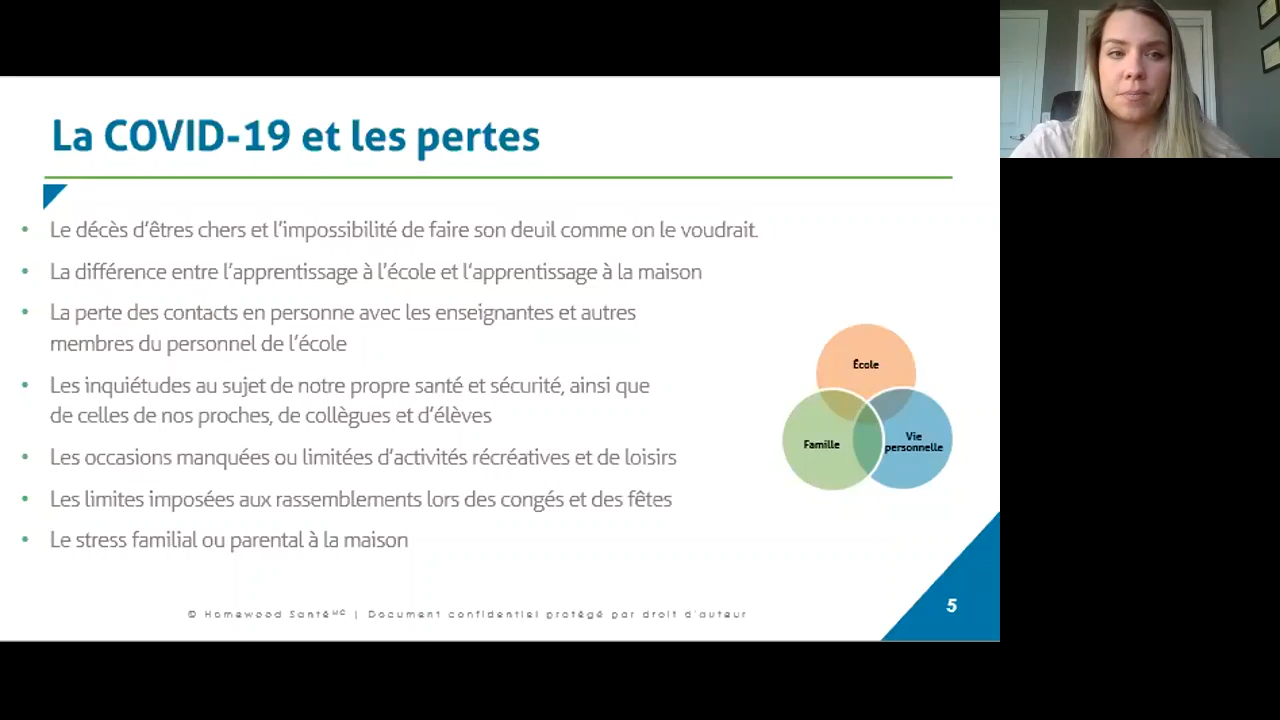 La COVID-19 et les pertes
• Le décès d'êtres chers et l'impossibilité de faire son deuil comme on le voudrait.
• La différence entre l'apprentissage à l'école et l'apprentissage à la maison
• La perte des contacts en personne avec les enseignantes et autres
membres du personnel de l'école
• Les inquiétudes au sujet de notre propre santé et sécurité, ainsi que
de celles de nos proches, de collègues et d'élèves
• Les occasions manquées ou limitées d'activités récréatives et de loisirs
• Les limites imposées aux rassemblements lors des congés et des fêtes
• Le stress familial ou parental à la maison
École
Famille
Vie
personnelle
© Homewood Santé MC | Document confidentiel protégé par droit d'auteur
5